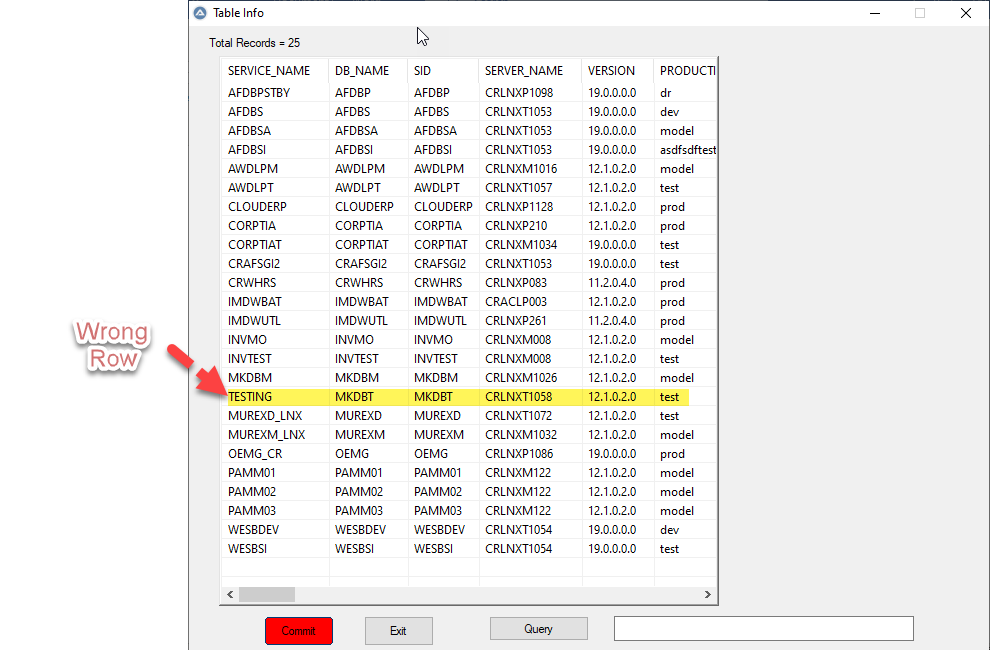 Table Info
Total Records = 25
SERVICE_NAME DB_NAME SID SERVER_NAME VERSION PRODUCTI
AFDBPSTBY AFDBP AFDBP CRLNXP1098 19.0.0.0.0 dr
AFDBS AFDBS AFDBS CRLNXT1053 19.0.0.0.0 dev
AFDBSA AFDBSA AFDBSA CRLNXT1053 19.0.0.0.0 model
AFDBSI AFDBSI AFDBSI CRLNXT1053 19.0.0.0.0 asdfsdftest
AWDLPM AWDLPM AWDLPM CRLNXM1016 12.1.0.2.0 model
AWDLPT AWDLPT AWDLPT CRLNXT1057 12.1.0.2.0 test
CLOUDERP CLOUDERP CLOUDERP CRLNXP1128 12.1.0.2.0 prod
CORPTIA CORPTIA CORPTIA CRLNXP210 12.1.0.2.0 prod
CORPTIAT CORPTIAT CORPTIAT CRLNXM1034 19.0.0.0.0 test
CRAFSGI2 CRAFSGI2 CRAFSGI2 CRLNXT1053 19.0.0.0.0 test
CRWHRS CRWHRS CRWHRS CRLNXP083 11.2.0.4.0 prod
IMDWBAT IMDWBAT IMDWBAT CRACLP003 12.1.0.2.0 prod
IMDWUTL IMDWUTL IMDWUTL CRLNXP261 11.2.0.4.0 prod
INVMO INVMO INVMO CRLNXM008 12.1.0.2.0 model
INVTEST INVTEST INVTEST CRLNXM008 12.1.0.2.0 test
MKDBM MKDBM MKDBM CRLNXM1026 12.1.0.2.0 model
Wrong
Row
TESTING MKDBT MKDBT CRLNXT1058 12.1.0.2.0 test
MUREXD_LNX MUREXD MUREXD CRLNXT1072 12.1.0.2.0 test
MUREXM_LNX MUREXM MUREXM CRLNXM1032 12.1.0.2.0 model
OEMG_CR OEMG OEMG CRLNXP1086 19.0.0.0.0 prod
PAMM01 PAMM01 PAMM01 CRLNXM122 12.1.0.2.0 model
PAMM02 PAMM02 PAMM02 CRLNXM122 12.1.0.2.0 model
PAMM03 PAMM03 PAMM03 CRLNXM122 12.1.0.2.0 model
WESBDEV WESBDEV WESBDEV CRLNXT1054 19.0.0.0.0 dev
WESBSI WESBSI WESBSI CRLNXT1054 19.0.0.0.0 test
Commit Exit Query